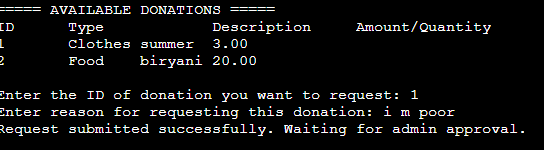 ===== AVAILABLE DONATIONS =====
ID Type Description Amount/Quantity
1 Clothes summer 3.00
2 Food biryani 20.00
Enter the ID of donation you want to request: 1
Enter reason for requesting this donation: i m poor
Request submitted successfully. Waiting for admin approval.